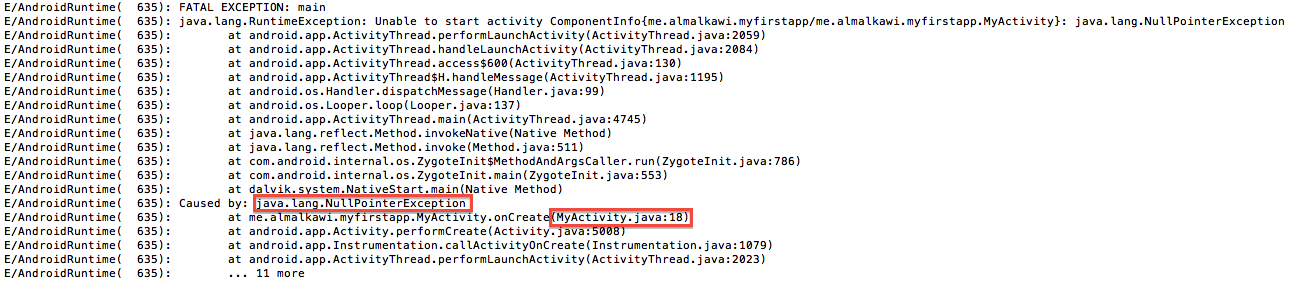 E/AndroidRuntime(  635): FATAL EXCEPTION: main
E/AndroidRuntime(  635): java.lang.RuntimeException: Unable to start activity ComponentInfo{me.almalkawi.myfirstapp/me.almalkawi.myfirstapp.MyActivity}: java.lang.NullPointerException
E/AndroidRuntime(  635):        at android.app.ActivityThread.performLaunchActivity(ActivityThread.java:2059)
E/AndroidRuntime(  635):        at android.app.ActivityThread.handleLaunchActivity(ActivityThread.java:2084)
E/AndroidRuntime(  635):        at android.app.ActivityThread.access$600(ActivityThread.java:130)
E/AndroidRuntime(  635):        at android.app.ActivityThread$H.handleMessage(ActivityThread.java:1195)
E/AndroidRuntime(  635):        at android.os.Handler.dispatchMessage(Handler.java:99)
E/AndroidRuntime(  635):        at android.os.Looper.loop(Looper.java:137)
E/AndroidRuntime(  635):        at android.app.ActivityThread.main(ActivityThread.java:4745)
E/AndroidRuntime(  635):        at java.lang.reflect.Method.invokeNative(Native Method)
E/AndroidRuntime(  635):        at java.lang.reflect.Method.invoke(Method.java:511)
E/AndroidRuntime(  635):        at com.android.internal.os.ZygoteInit$MethodAndArgsCaller.run(ZygoteInit.java:786)
E/AndroidRuntime(  635):        at com.android.internal.os.ZygoteInit.main(ZygoteInit.java:553)
E/AndroidRuntime(  635):        at dalvik.system.NativeStart.main(Native Method)
E/AndroidRuntime(  635): Caused by: java.lang.NullPointerException
E/AndroidRuntime(  635):        at me.almalkawi.myfirstapp.MyActivity.onCreate(MyActivity.java:18)
E/AndroidRuntime(  635):        at android.app.Activity.performCreate(Activity.java:5008)
E/AndroidRuntime(  635):        at android.app.Instrumentation.callActivityOnCreate(Instrumentation.java:1079)
E/AndroidRuntime(  635):        at android.app.ActivityThread.performLaunchActivity(ActivityThread.java:2023)
E/AndroidRuntime(  635):        ... 11 more